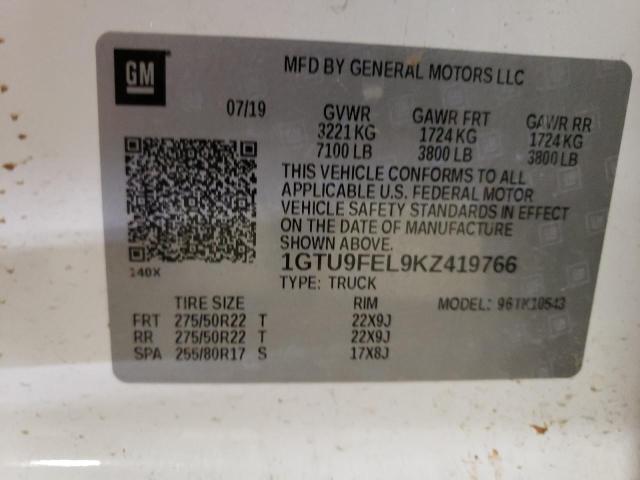 GM
MFD BY GENERAL MOTORS LLC
07/19 GVWR GAWR FRT GAWR RR
3221 KG 1724 KG 1724 KG
7100 LB 3800 LB 3800 LB
THIS VEHICLE CONFORMS TO ALL
APPLICABLE U.S. FEDERAL MOTOR
VEHICLE SAFETY STANDARDS IN EFFECT
ON THE DATE OF MANUFACTURE
SHOWN ABOVE.
140X
1GTU9FEL9KZ419766
TYPE: TRUCK
TIRE SIZE RIM MODEL: 96TK10543
FRT 275/50R22 T 22X9J
RR 275/50R22 T 22X9J
SPA 255/80R17 S 17X8J